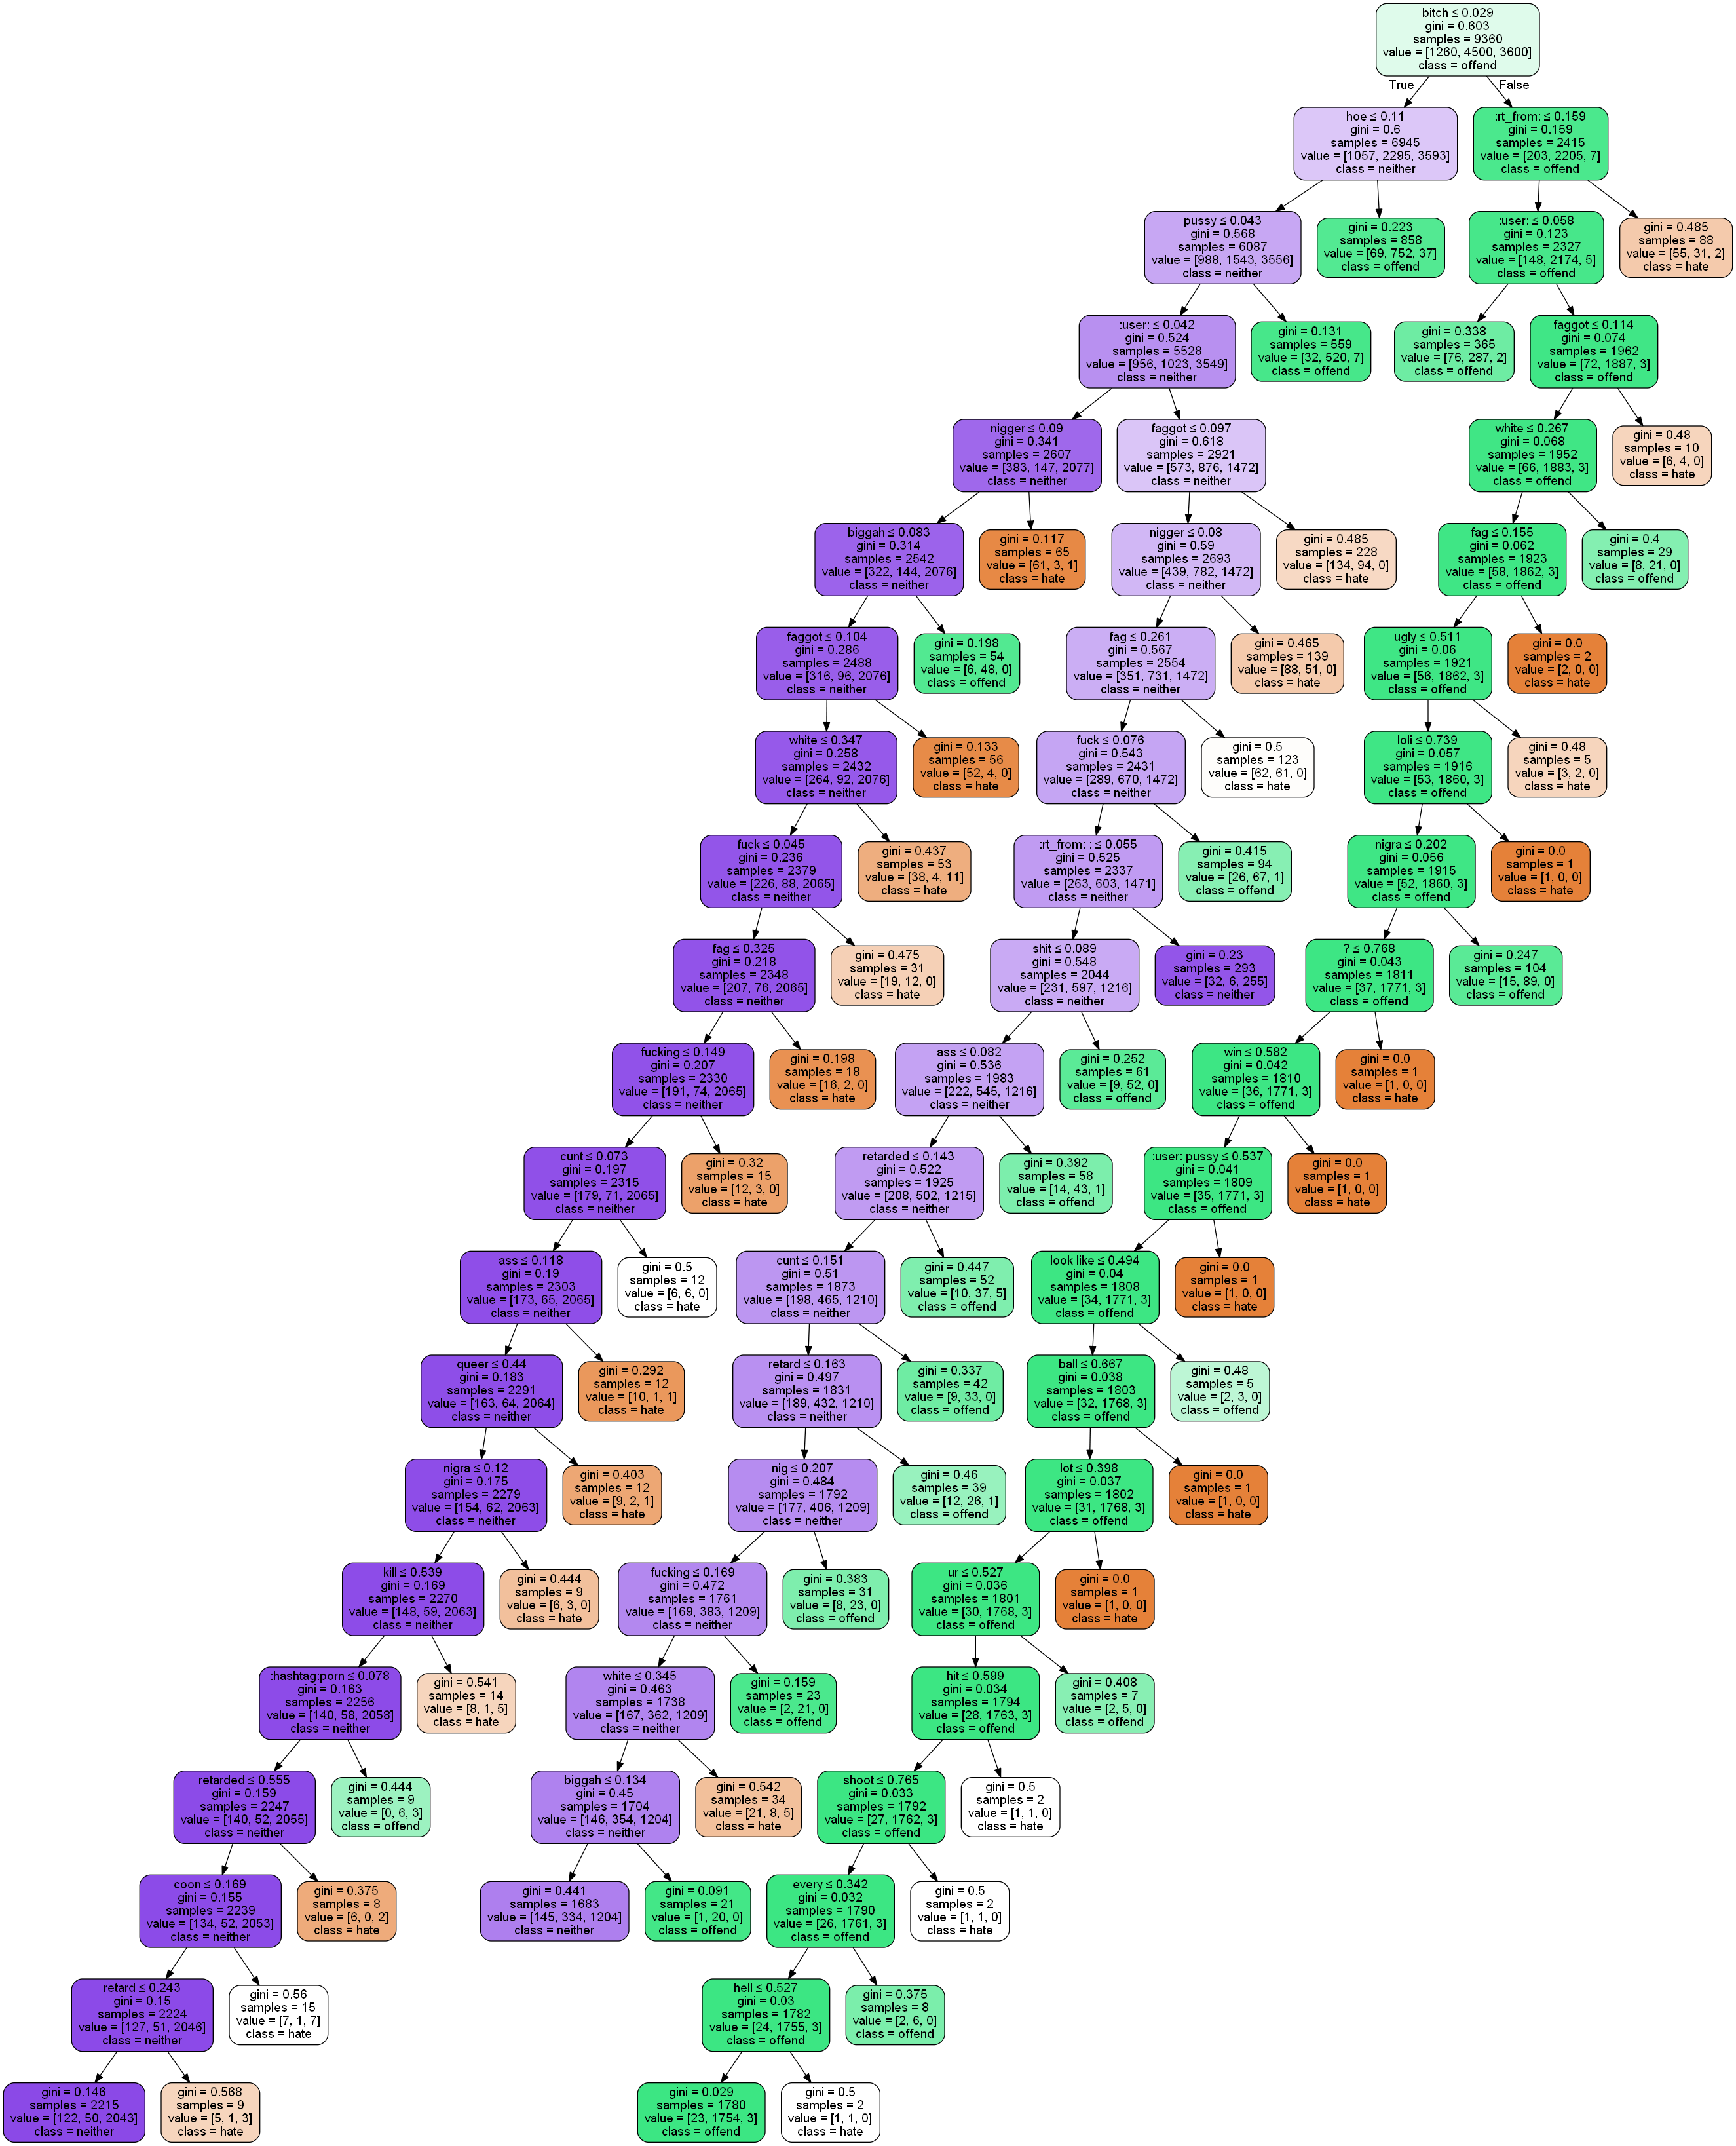 bitch ≤ 0.029
gini = 0.603
samples = 9360
value = [1260, 4500, 3600]
class = offend
True
False
hoe ≤ 0.11
gini = 0.6
samples = 6945
value = [1057, 2295, 3593]
class = neither
:rt_from: ≤ 0.159
gini = 0.159
samples = 2415
value = [203, 2205, 7]
class = offend
pussy ≤ 0.043
gini = 0.568
samples = 6087
value = [988, 1543, 3556]
class = neither
gini = 0.223
samples = 858
value = [69, 752, 37]
class = offend
:user: ≤ 0.058
gini = 0.123
samples = 2327
value = [148, 2174, 5]
class = offend
gini = 0.485
samples = 88
value = [55, 31, 2]
class = hate
:user: ≤ 0.042
gini = 0.524
samples = 5528
value = [956, 1023, 3549]
class = neither
gini = 0.131
samples = 559
value = [32, 520, 7]
class = offend
gini = 0.338
samples = 365
value = [76, 287, 2]
class = offend
faggot ≤ 0.114
gini = 0.074
samples = 1962
value = [72, 1887, 3]
class = offend
nigger ≤ 0.09
gini = 0.341
samples = 2607
value = [383, 147, 2077]
class = neither
faggot ≤ 0.097
gini = 0.618
samples = 2921
value = [573, 876, 1472]
class = neither
white ≤ 0.267
gini = 0.068
samples = 1952
value = [66, 1883, 3]
class = offend
gini = 0.48
samples = 10
value = [6, 4, 0]
class = hate
biggah ≤ 0.083
gini = 0.314
samples = 2542
value = [322, 144, 2076]
class = neither
gini = 0.117
samples = 65
value = [61, 3, 1]
class = hate
nigger ≤ 0.08
gini = 0.59
samples = 2693
value = [439, 782, 1472]
class = neither
gini = 0.485
samples = 228
value = [134, 94, 0]
class = hate
fag ≤ 0.155
gini = 0.062
samples = 1923
value = [58, 1862, 3]
class = offend
gini = 0.4
samples = 29
value = [8, 21, 0]
class = offend
faggot ≤ 0.104
gini = 0.286
samples = 2488
value = [316, 96, 2076]
class = neither
gini = 0.198
samples = 54
value = [6, 48, 0]
class = offend
fag ≤ 0.261
gini = 0.567
samples = 2554
value = [351, 731, 1472]
class = neither
gini = 0.465
samples = 139
value = [88, 51, 0]
class = hate
ugly ≤ 0.511
gini = 0.06
samples = 1921
value = [56, 1862, 3]
class = offend
gini = 0.0
samples = 2
value = [2, 0, 0]
class = hate
white ≤ 0.347
gini = 0.258
samples = 2432
value = [264, 92, 2076]
class = neither
gini = 0.133
samples = 56
value = [52, 4, 0]
class = hate
fuck ≤ 0.076
gini = 0.543
samples = 2431
value = [289, 670, 1472]
class = neither
gini = 0.5
samples = 123
value = [62, 61, 0]
class = hate
loli ≤ 0.739
gini = 0.057
samples = 1916
value = [53, 1860, 3]
class = offend
gini = 0.48
samples = 5
value = [3, 2, 0]
class = hate
fuck ≤ 0.045
gini = 0.236
samples = 2379
value = [226, 88, 2065]
class = neither
gini = 0.437
samples = 53
value = [38, 4, 11]
class = hate
:rt_from: : ≤ 0.055
gini = 0.525
samples = 2337
value = [263, 603, 1471]
class = neither
gini = 0.415
samples = 94
value = [26, 67, 1]
class = offend
nigra ≤ 0.202
gini = 0.056
samples = 1915
value = [52, 1860, 3]
class = offend
gini = 0.0
samples = 1
value = [1, 0, 0]
class = hate
fag ≤ 0.325
gini = 0.218
samples = 2348
value = [207, 76, 2065]
class = neither
gini = 0.475
samples = 31
value = [19, 12, 0]
class = hate
shit ≤ 0.089
gini = 0.548
samples = 2044
value = [231, 597, 1216]
class = neither
gini = 0.23
samples = 293
value = [32, 6, 255]
class = neither
? ≤ 0.768
gini = 0.043
samples = 1811
value = [37, 1771, 3]
class = offend
gini = 0.247
samples = 104
value = [15, 89, 0]
class = offend
fucking ≤ 0.149
gini = 0.207
samples = 2330
value = [191, 74, 2065]
class = neither
gini = 0.198
samples = 18
value = [16, 2, 0]
class = hate
ass ≤ 0.082
gini = 0.536
samples = 1983
value = [222, 545, 1216]
class = neither
gini = 0.252
samples = 61
value = [9, 52, 0]
class = offend
win ≤ 0.582
gini = 0.042
samples = 1810
value = [36, 1771, 3]
class = offend
gini = 0.0
samples = 1
value = [1, 0, 0]
class = hate
cunt ≤ 0.073
gini = 0.197
samples = 2315
value = [179, 71, 2065]
class = neither
gini = 0.32
samples = 15
value = [12, 3, 0]
class = hate
retarded ≤ 0.143
gini = 0.522
samples = 1925
value = [208, 502, 1215]
class = neither
gini = 0.392
samples = 58
value = [14, 43, 1]
class = offend
:user: pussy ≤ 0.537
gini = 0.041
samples = 1809
value = [35, 1771, 3]
class = offend
gini = 0.0
samples = 1
value = [1, 0, 0]
class = hate
ass ≤ 0.118
gini = 0.19
samples = 2303
value = [173, 65, 2065]
class = neither
gini = 0.5
samples = 12
value = [6, 6, 0]
class = hate
cunt ≤ 0.151
gini = 0.51
samples = 1873
value = [198, 465, 1210]
class = neither
gini = 0.447
samples = 52
value = [10, 37, 5]
class = offend
look like ≤ 0.494
gini = 0.04
samples = 1808
value = [34, 1771, 3]
class = offend
gini = 0.0
samples = 1
value = [1, 0, 0]
class = hate
queer ≤ 0.44
gini = 0.183
samples = 2291
value = [163, 64, 2064]
class = neither
gini = 0.292
samples = 12
value = [10, 1, 1]
class = hate
retard ≤ 0.163
gini = 0.497
samples = 1831
value = [189, 432, 1210]
class = neither
gini = 0.337
samples = 42
value = [9, 33, 0]
class = offend
ball ≤ 0.667
gini = 0.038
samples = 1803
value = [32, 1768, 3]
class = offend
gini = 0.48
samples = 5
value = [2, 3, 0]
class = offend
nigra ≤ 0.12
gini = 0.175
samples = 2279
value = [154, 62, 2063]
class = neither
gini = 0.403
samples = 12
value = [9, 2, 1]
class = hate
nig ≤ 0.207
gini = 0.484
samples = 1792
value = [177, 406, 1209]
class = neither
gini = 0.46
samples = 39
value = [12, 26, 1]
class = offend
lot ≤ 0.398
gini = 0.037
samples = 1802
value = [31, 1768, 3]
class = offend
gini = 0.0
samples = 1
value = [1, 0, 0]
class = hate
kill ≤ 0.539
gini = 0.169
samples = 2270
value = [148, 59, 2063]
class = neither
gini = 0.444
samples = 9
value = [6, 3, 0]
class = hate
fucking ≤ 0.169
gini = 0.472
samples = 1761
value = [169, 383, 1209]
class = neither
gini = 0.383
samples = 31
value = [8, 23, 0]
class = offend
ur ≤ 0.527
gini = 0.036
samples = 1801
value = [30, 1768, 3]
class = offend
gini = 0.0
samples = 1
value = [1, 0, 0]
class = hate
:hashtag:porn ≤ 0.078
gini = 0.163
samples = 2256
value = [140, 58, 2058]
class = neither
gini = 0.541
samples = 14
value = [8, 1, 5]
class = hate
white ≤ 0.345
gini = 0.463
samples = 1738
value = [167, 362, 1209]
class = neither
gini = 0.159
samples = 23
value = [2, 21, 0]
class = offend
hit ≤ 0.599
gini = 0.034
samples = 1794
value = [28, 1763, 3]
class = offend
gini = 0.408
samples = 7
value = [2, 5, 0]
class = offend
retarded ≤ 0.555
gini = 0.159
samples = 2247
value = [140, 52, 2055]
class = neither
gini = 0.444
samples = 9
value = [0, 6, 3]
class = offend
biggah ≤ 0.134
gini = 0.45
samples = 1704
value = [146, 354, 1204]
class = neither
gini = 0.542
samples = 34
value = [21, 8, 5]
class = hate
shoot ≤ 0.765
gini = 0.033
samples = 1792
value = [27, 1762, 3]
class = offend
gini = 0.5
samples = 2
value = [1, 1, 0]
class = hate
coon ≤ 0.169
gini = 0.155
samples = 2239
value = [134, 52, 2053]
class = neither
gini = 0.375
samples = 8
value = [6, 0, 2]
class = hate
gini = 0.441
samples = 1683
value = [145, 334, 1204]
class = neither
gini = 0.091
samples = 21
value = [1, 20, 0]
class = offend
every ≤ 0.342
gini = 0.032
samples = 1790
value = [26, 1761, 3]
class = offend
gini = 0.5
samples = 2
value = [1, 1, 0]
class = hate
retard ≤ 0.243
gini = 0.15
samples = 2224
value = [127, 51, 2046]
class = neither
gini = 0.56
samples = 15
value = [7, 1, 7]
class = hate
hell ≤ 0.527
gini = 0.03
samples = 1782
value = [24, 1755, 3]
class = offend
gini = 0.375
samples = 8
value = [2, 6, 0]
class = offend
gini = 0.146
samples = 2215
value = [122, 50, 2043]
class = neither
gini = 0.568
samples = 9
value = [5, 1, 3]
class = hate
gini = 0.029
samples = 1780
value = [23, 1754, 3]
class = offend
gini = 0.5
samples = 2
value = [1, 1, 0]
class = hate